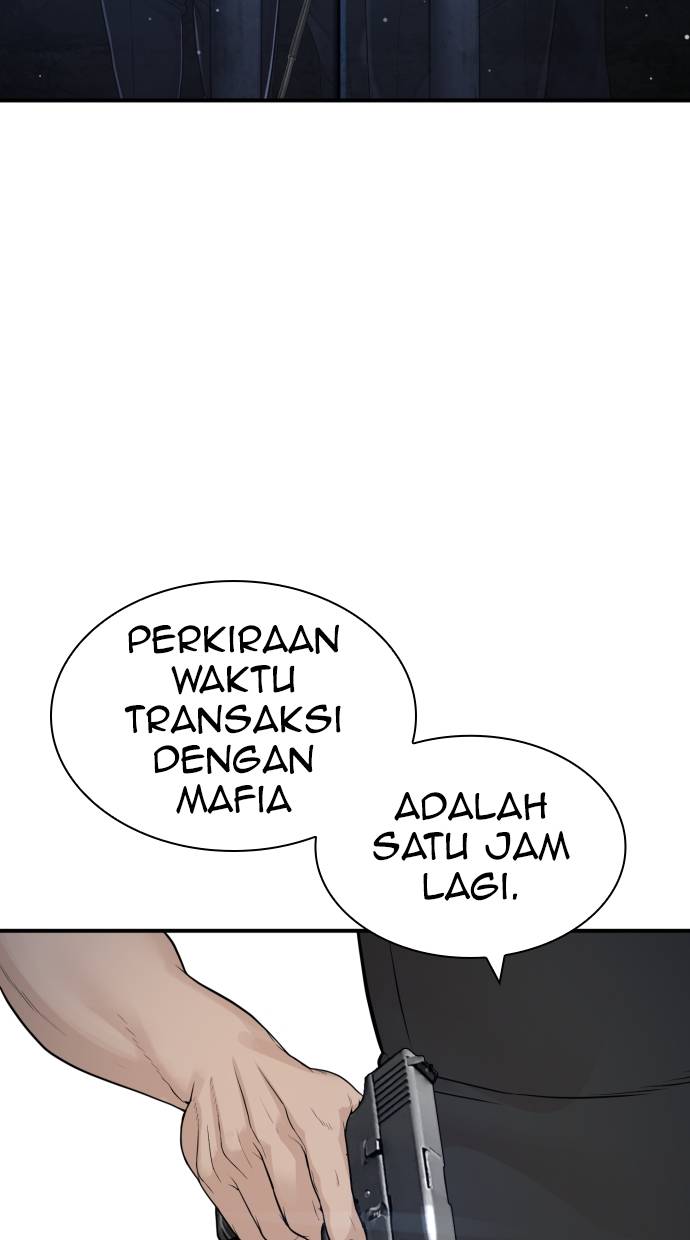 PERKIRAAN
WAKTU
TRANSAKSI
DENGAN
MAFIA
ADALAH
SATU JAM
LAGI.